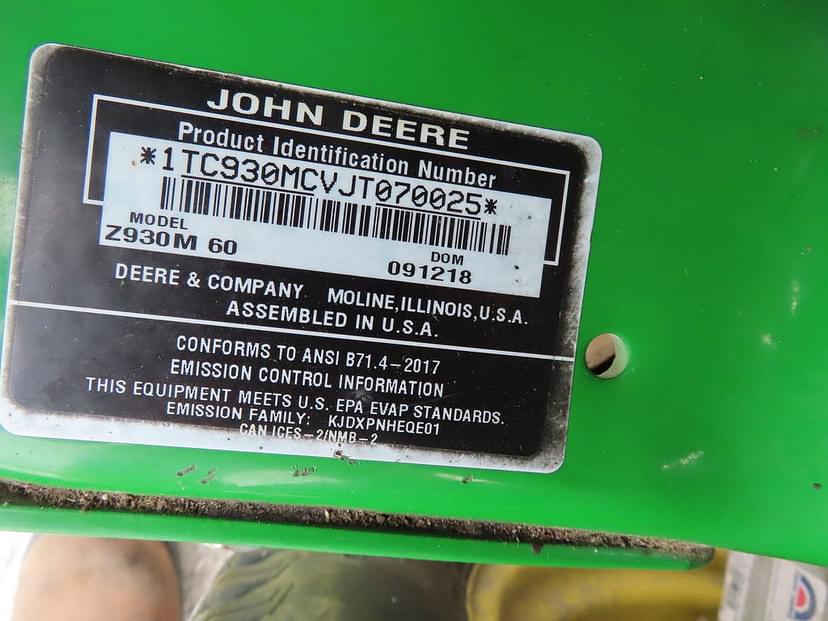 JOHN DEERE
Product Identification Number
*1TC930MCVJT070025*
MODEL
Z930M 60
DOM
091218
DEERE & COMPANY MOLINE, ILLINOIS, U.S.A.
ASSEMBLED IN U.S.A.
CONFORMS TO ANSI B71.4-2017
EMISSION CONTROL INFORMATION
THIS EQUIPMENT MEETS U.S. EPA EVAP STANDARDS.
EMISSION FAMILY: KJDXPNHEQE01
CAN ICES-2/NMB-2